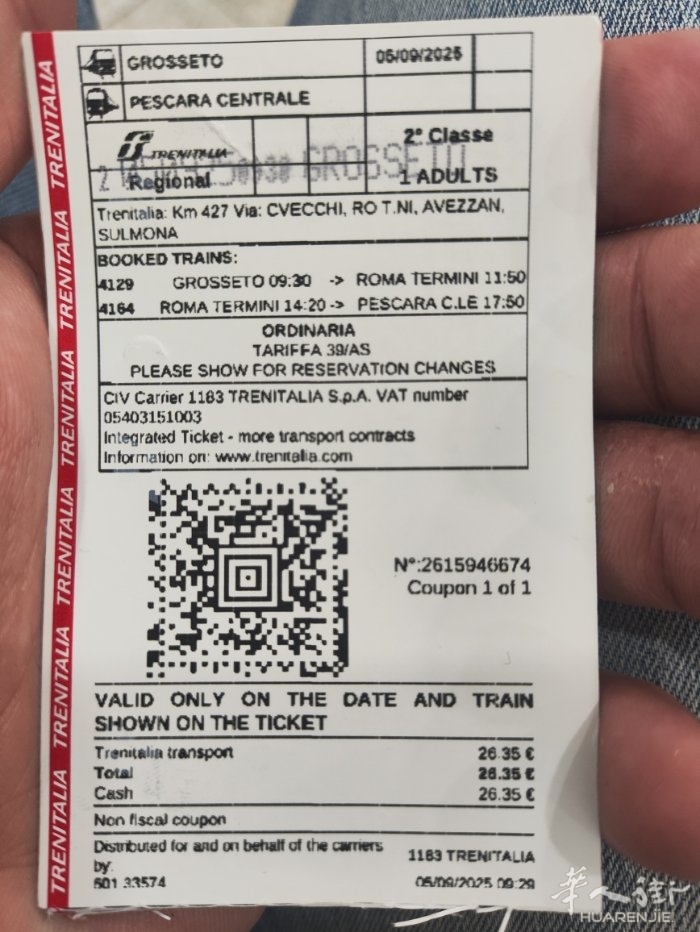 GROSSETO 05/09/2025
PESCARA CENTRALE
TRENITALIA 2° Classe
Regional 1 ADULTS
GROSSETO
Trenitalia: Km 427 Via: CVECCHI, RO T.NI, AVEZZAN,
SULMONA
BOOKED TRAINS:
4129 GROSSETO 09:30 -> ROMA TERMINI 11:50
4164 ROMA TERMINI 14:20 -> PESCARA C.LE 17:50
ORDINARIA
TARIFFA 39/AS
PLEASE SHOW FOR RESERVATION CHANGES
CIV Carrier 1183 TRENITALIA S.p.A. VAT number
05403151003
Integrated Ticket - more transport contracts
Information on: www.trenitalia.com
N°:2615946674
Coupon 1 of 1
VALID ONLY ON THE DATE AND TRAIN
SHOWN ON THE TICKET
Trenitalia transport 26.35 €
Total 26.35 €
Cash 26.35 €
Non fiscal coupon
Distributed for and on behalf of the carriers
by: 1183 TRENITALIA
601 33574 05/09/2025 09:29
TRENITALIA TRENITALIA TRENITALIA TRENITALIA TRENITALIA TRENITALIA
华人街
HUARENJIE